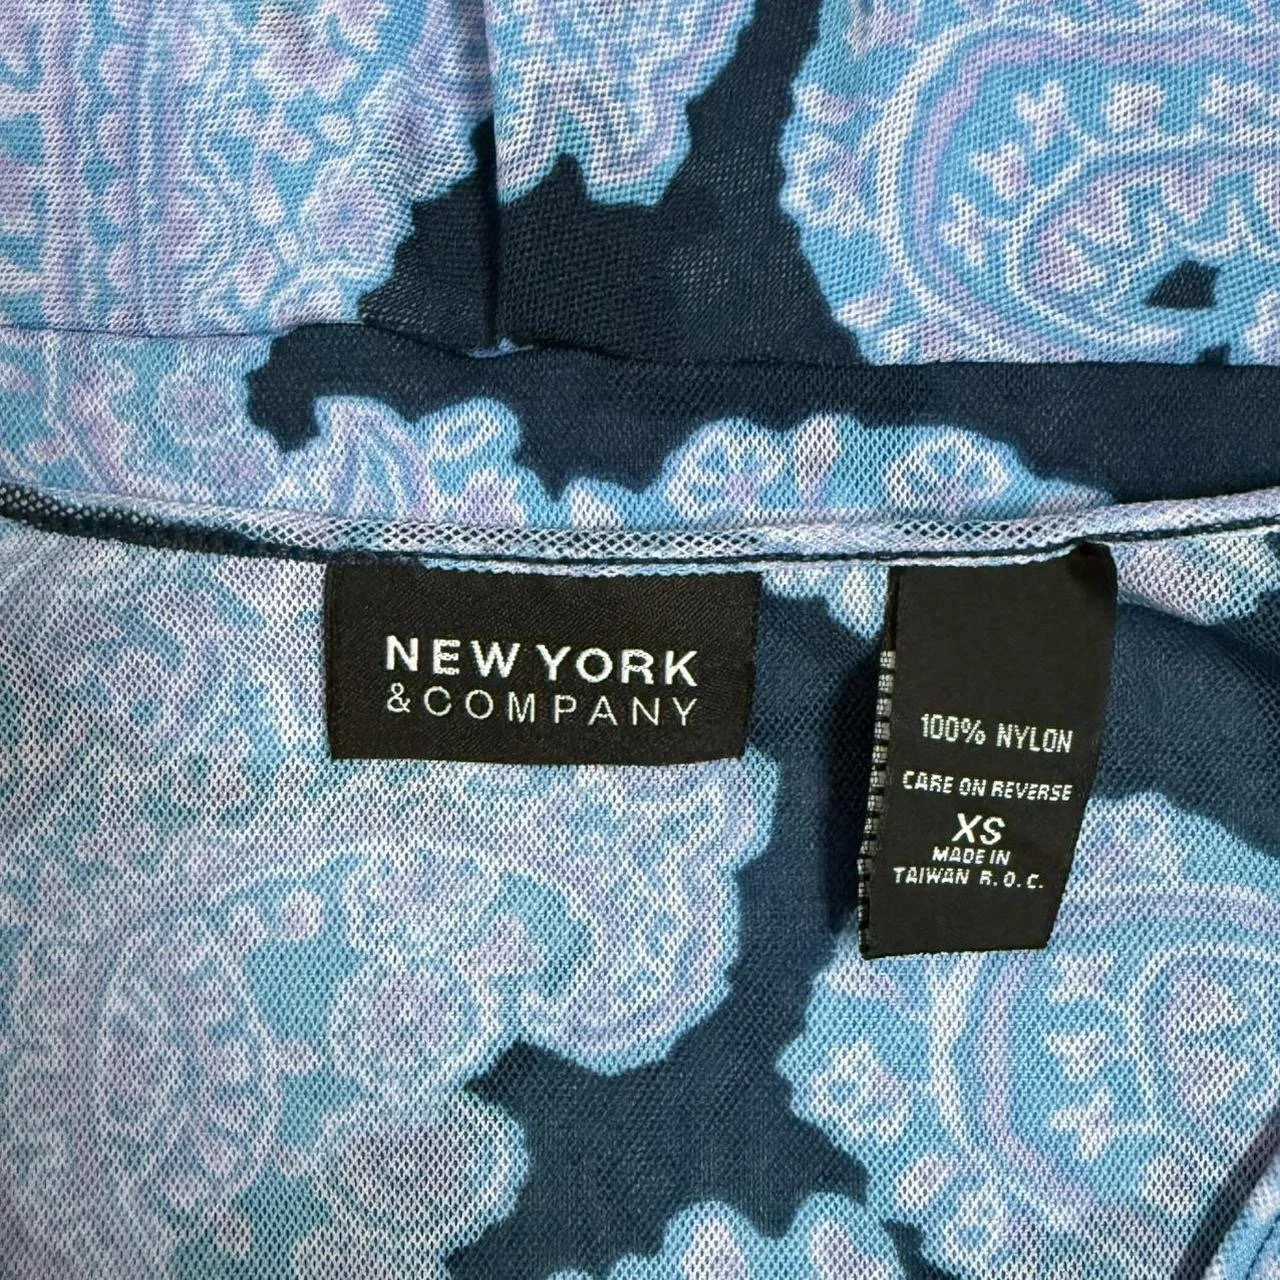 NEW YORK
& COMPANY
100% NYLON
CARE ON REVERSE
XS
MADE IN
TAIWAN R.O.C.